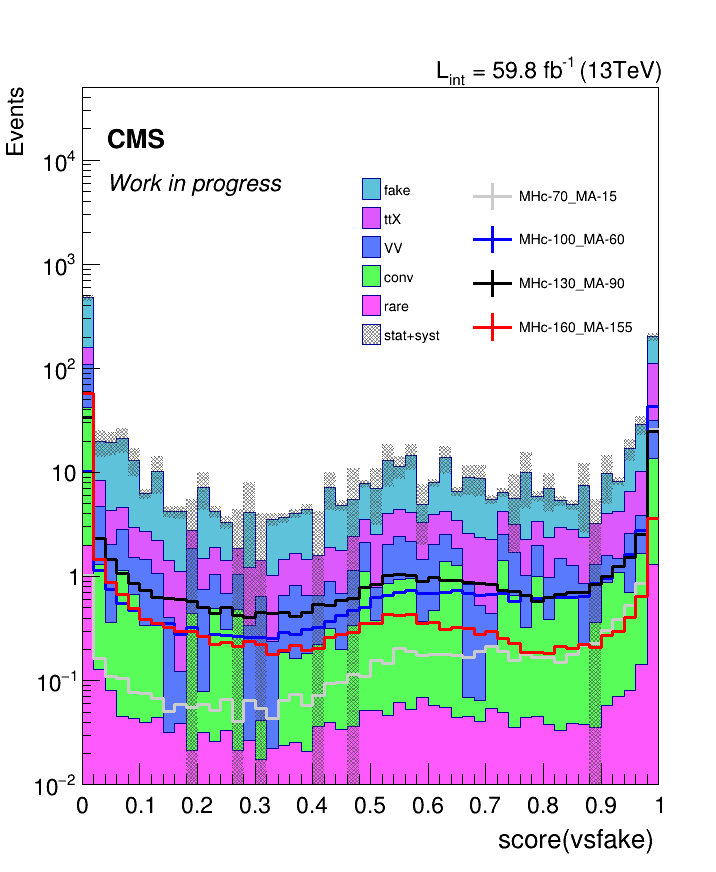 L_int = 59.8 fb^-1 (13TeV)
Events
CMS
Work in progress
fake
ttX
VV
conv
rare
stat+syst
MHc-70_MA-15
MHc-100_MA-60
MHc-130_MA-90
MHc-160_MA-155
10^4
10^3
10^2
10
1
10^-1
10^-2
0 0.1 0.2 0.3 0.4 0.5 0.6 0.7 0.8 0.9 1
score(vsfake)